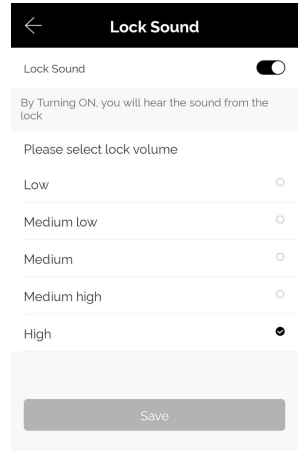 Lock Sound
Lock Sound
By Turning ON, you will hear the sound from the
lock
Please select lock volume
Low
Medium low
Medium
Medium high
High
Save